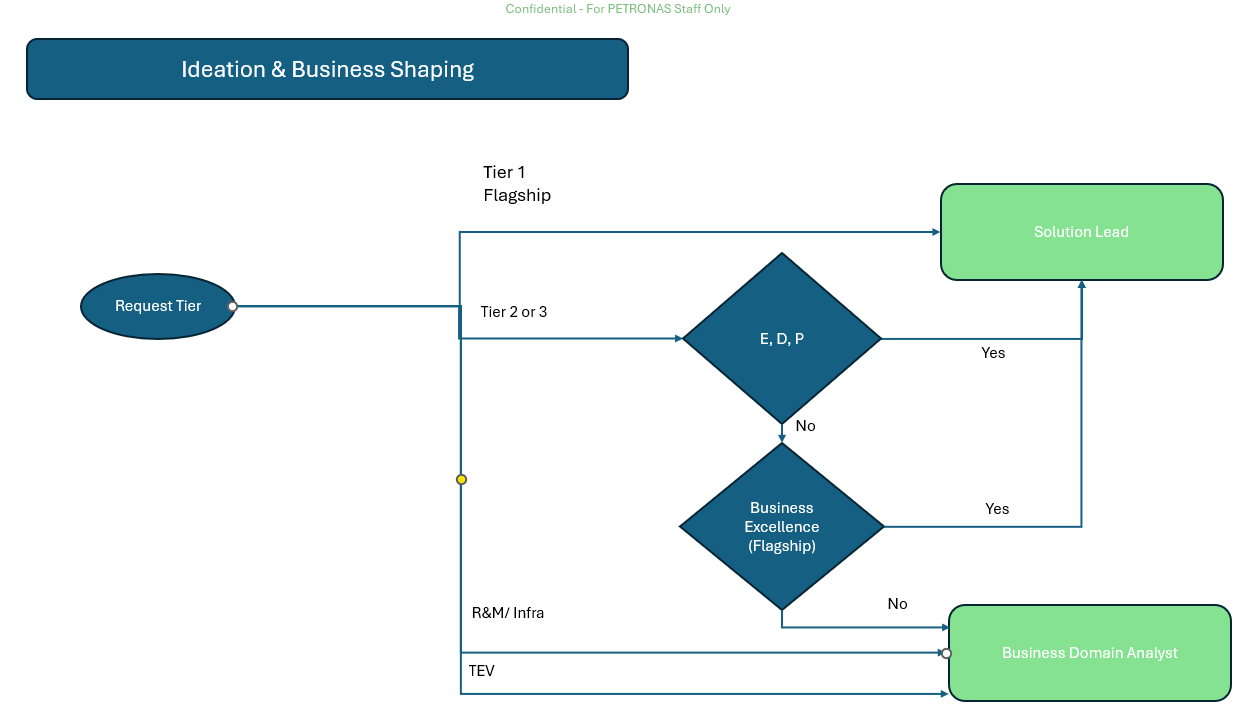 Confidential - For PETRONAS Staff Only
Ideation & Business Shaping
Tier 1
Flagship
Solution Lead
Request Tier
Tier 2 or 3
E, D, P
Yes
No
Business
Excellence
(Flagship)
Yes
No
R&M/ Infra
Business Domain Analyst
TEV